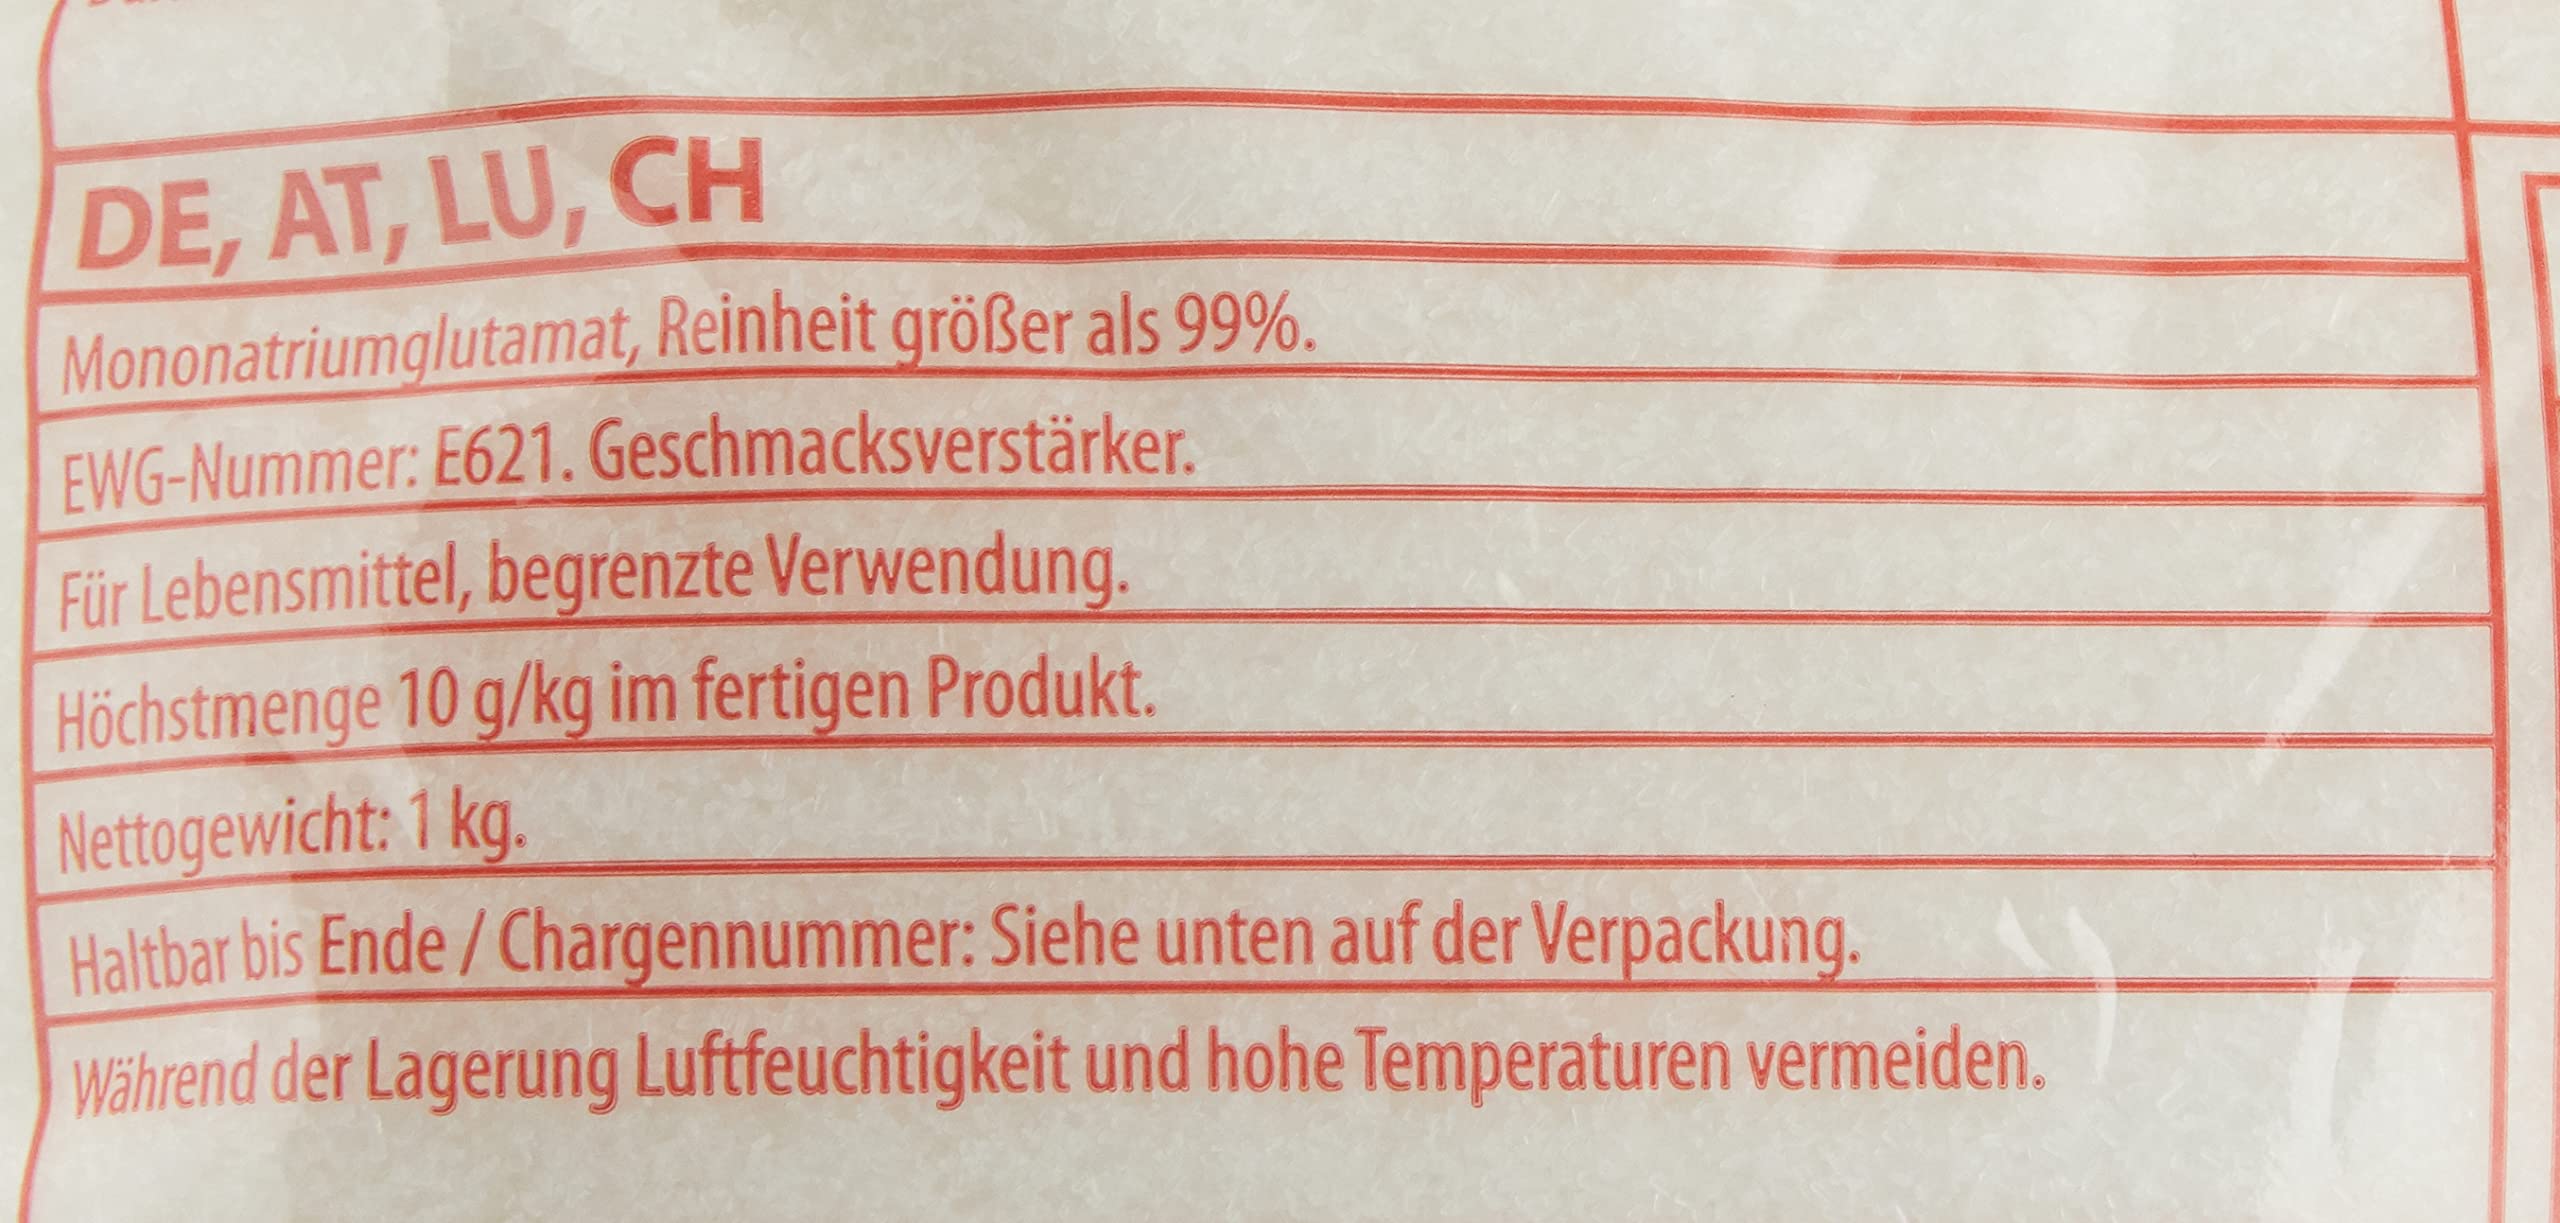 DE, AT, LU, CH
Mononatriumglutamat, Reinheit größer als 99%.
EWG-Nummer: E621. Geschmacksverstärker.
Für Lebensmittel, begrenzte Verwendung.
Höchstmenge 10 g/kg im fertigen Produkt.
Nettogewicht: 1 kg.
Haltbar bis Ende / Chargennummer: Siehe unten auf der Verpackung.
Während der Lagerung Luftfeuchtigkeit und hohe Temperaturen vermeiden.